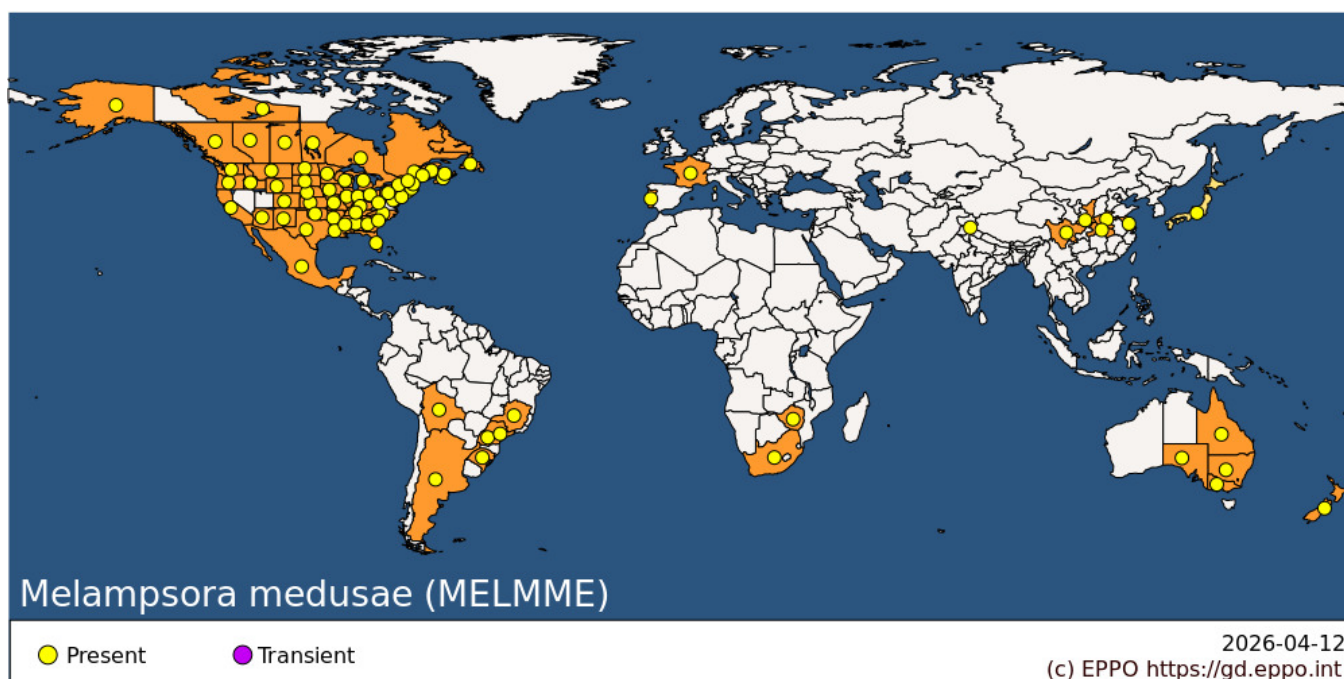 Melampsora medusae (MELMME)
Present
Transient
2026-04-12
(c) EPPO https://gd.eppo.int